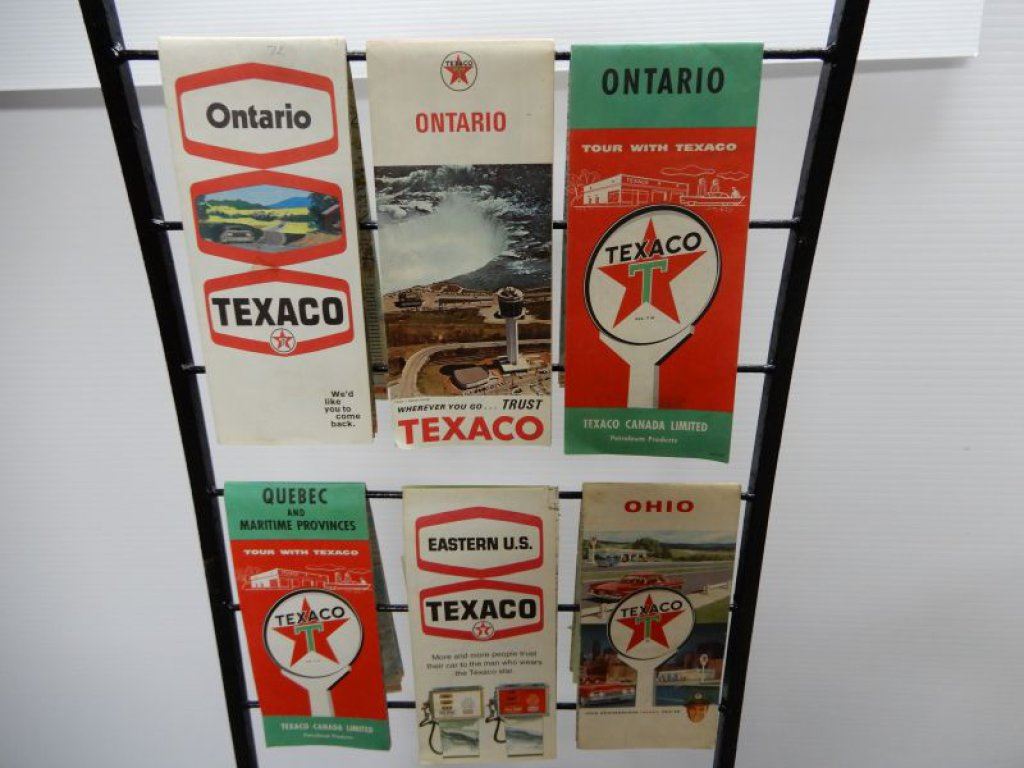 Ontario
TEXACO
T
We'd
like
you to
come
back.
TEXACO
ONTARIO
WHEREVER YOU GO... TRUST
TEXACO
ONTARIO
TOUR WITH TEXACO
TEXACO
TEXACO
T
TEXACO CANADA LIMITED
Petroleum Products
QUEBEC
AND
MARITIME PROVINCES
TOUR WITH TEXACO
TEXACO
T
TEXACO CANADA LIMITED
Petroleum Products
EASTERN U.S.
TEXACO
T
More and more people trust
their car to the man who wears
the Texaco star.
OHIO
TEXACO
T